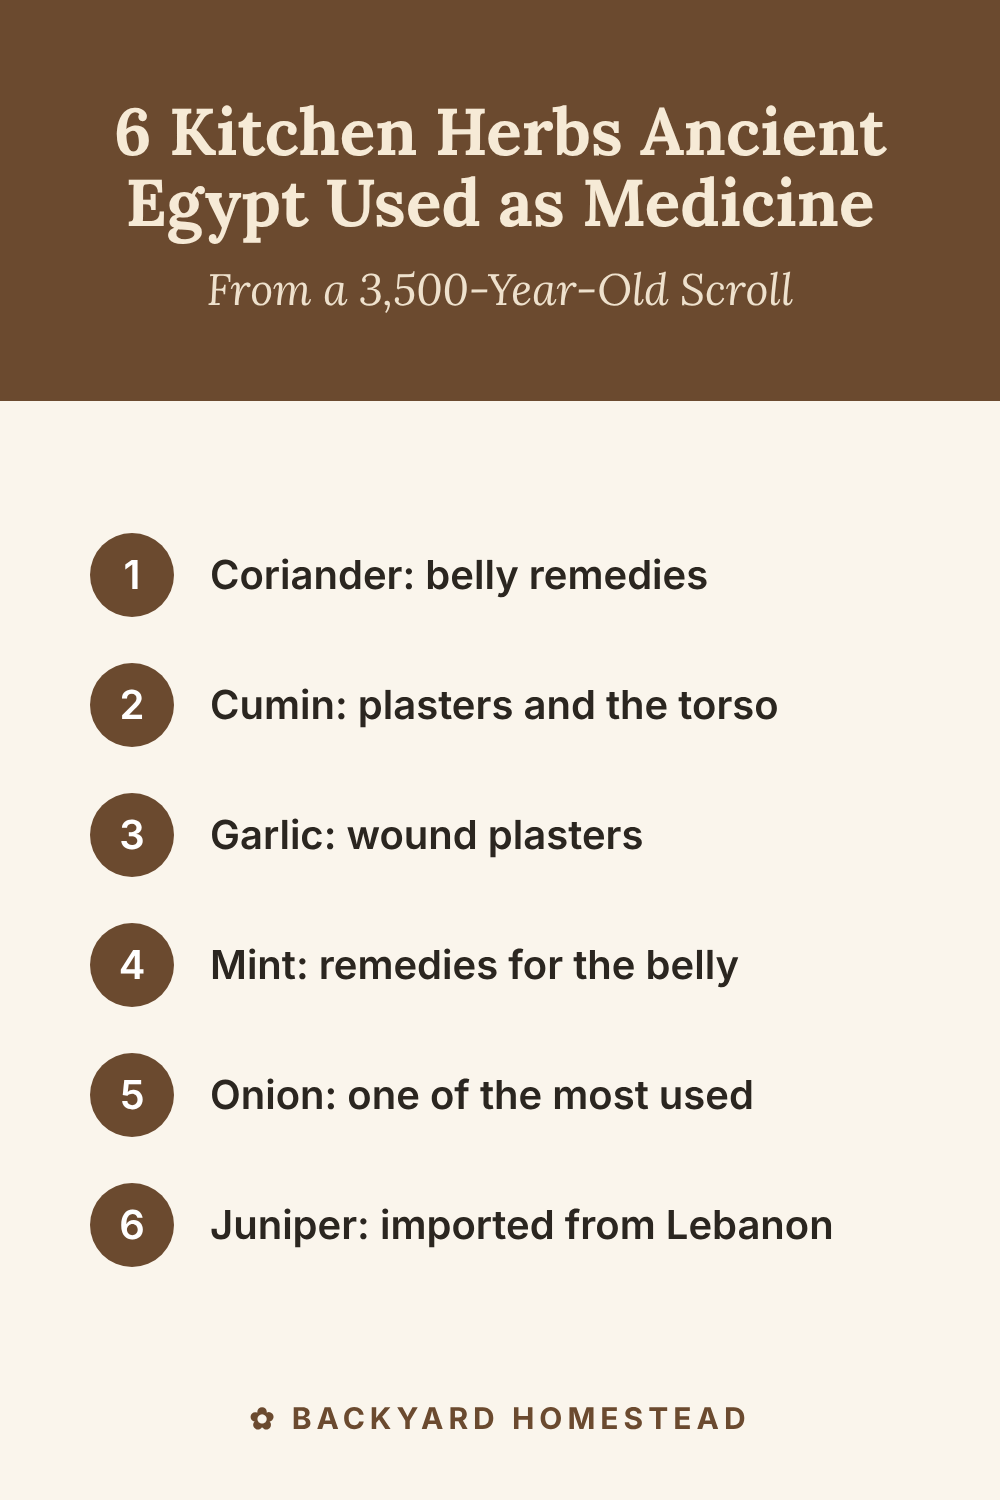 6 Kitchen Herbs Ancient
Egypt Used as Medicine
From a 3,500-Year-Old Scroll
1 Coriander: belly remedies
2 Cumin: plasters and the torso
3 Garlic: wound plasters
4 Mint: remedies for the belly
5 Onion: one of the most used
6 Juniper: imported from Lebanon
✿ BACKYARD HOMESTEAD